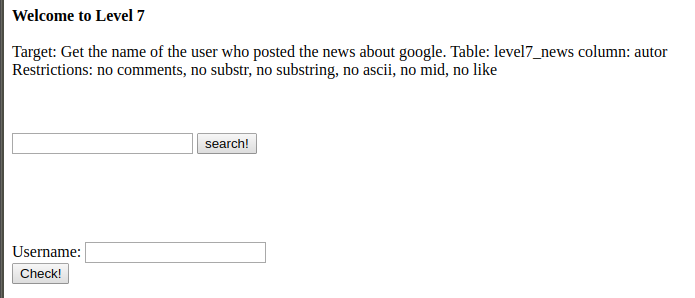 Welcome to Level 7
Target: Get the name of the user who posted the news about google. Table: level7_news column: autor
Restrictions: no comments, no substr, no substring, no ascii, no mid, no like
search!
Username:
Check!